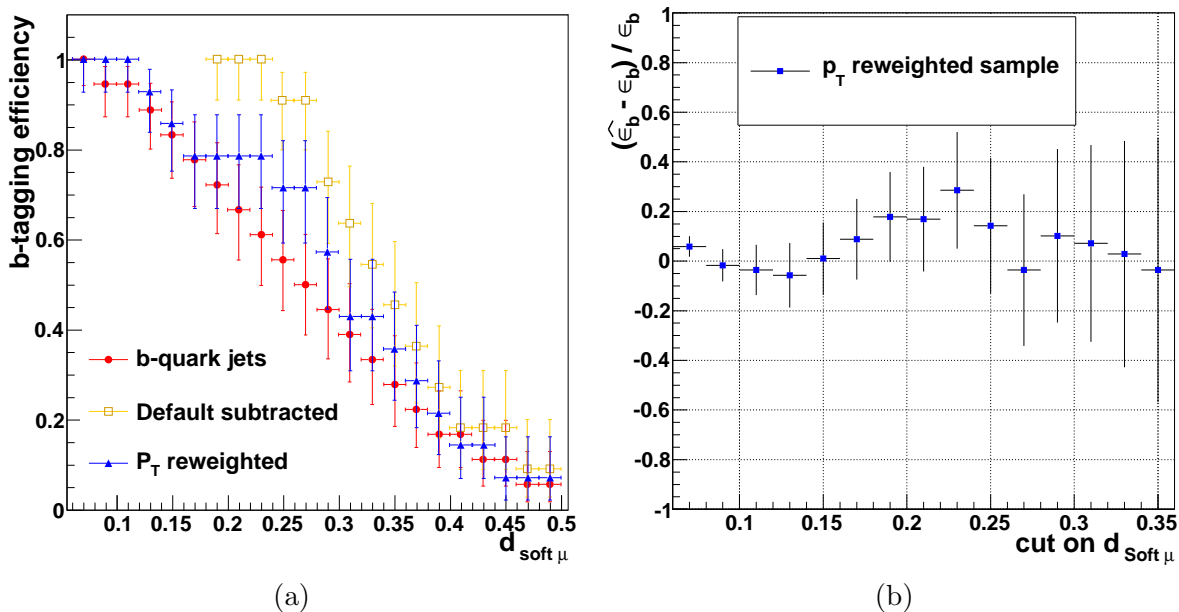 b-tagging efficiency
1
0.8
0.6
0.4
0.2
0
b-quark jets
Default subtracted
P_T reweighted
0.1 0.15 0.2 0.25 0.3 0.35 0.4 0.45 0.5
d_soft μ
(a)
(ε̂_b - ε_b) / ε_b
1
0.8
0.6
0.4
0.2
0
-0.2
-0.4
-0.6
-0.8
-1
p_T reweighted sample
0.1 0.15 0.2 0.25 0.3 0.35
cut on d_Soft μ
(b)